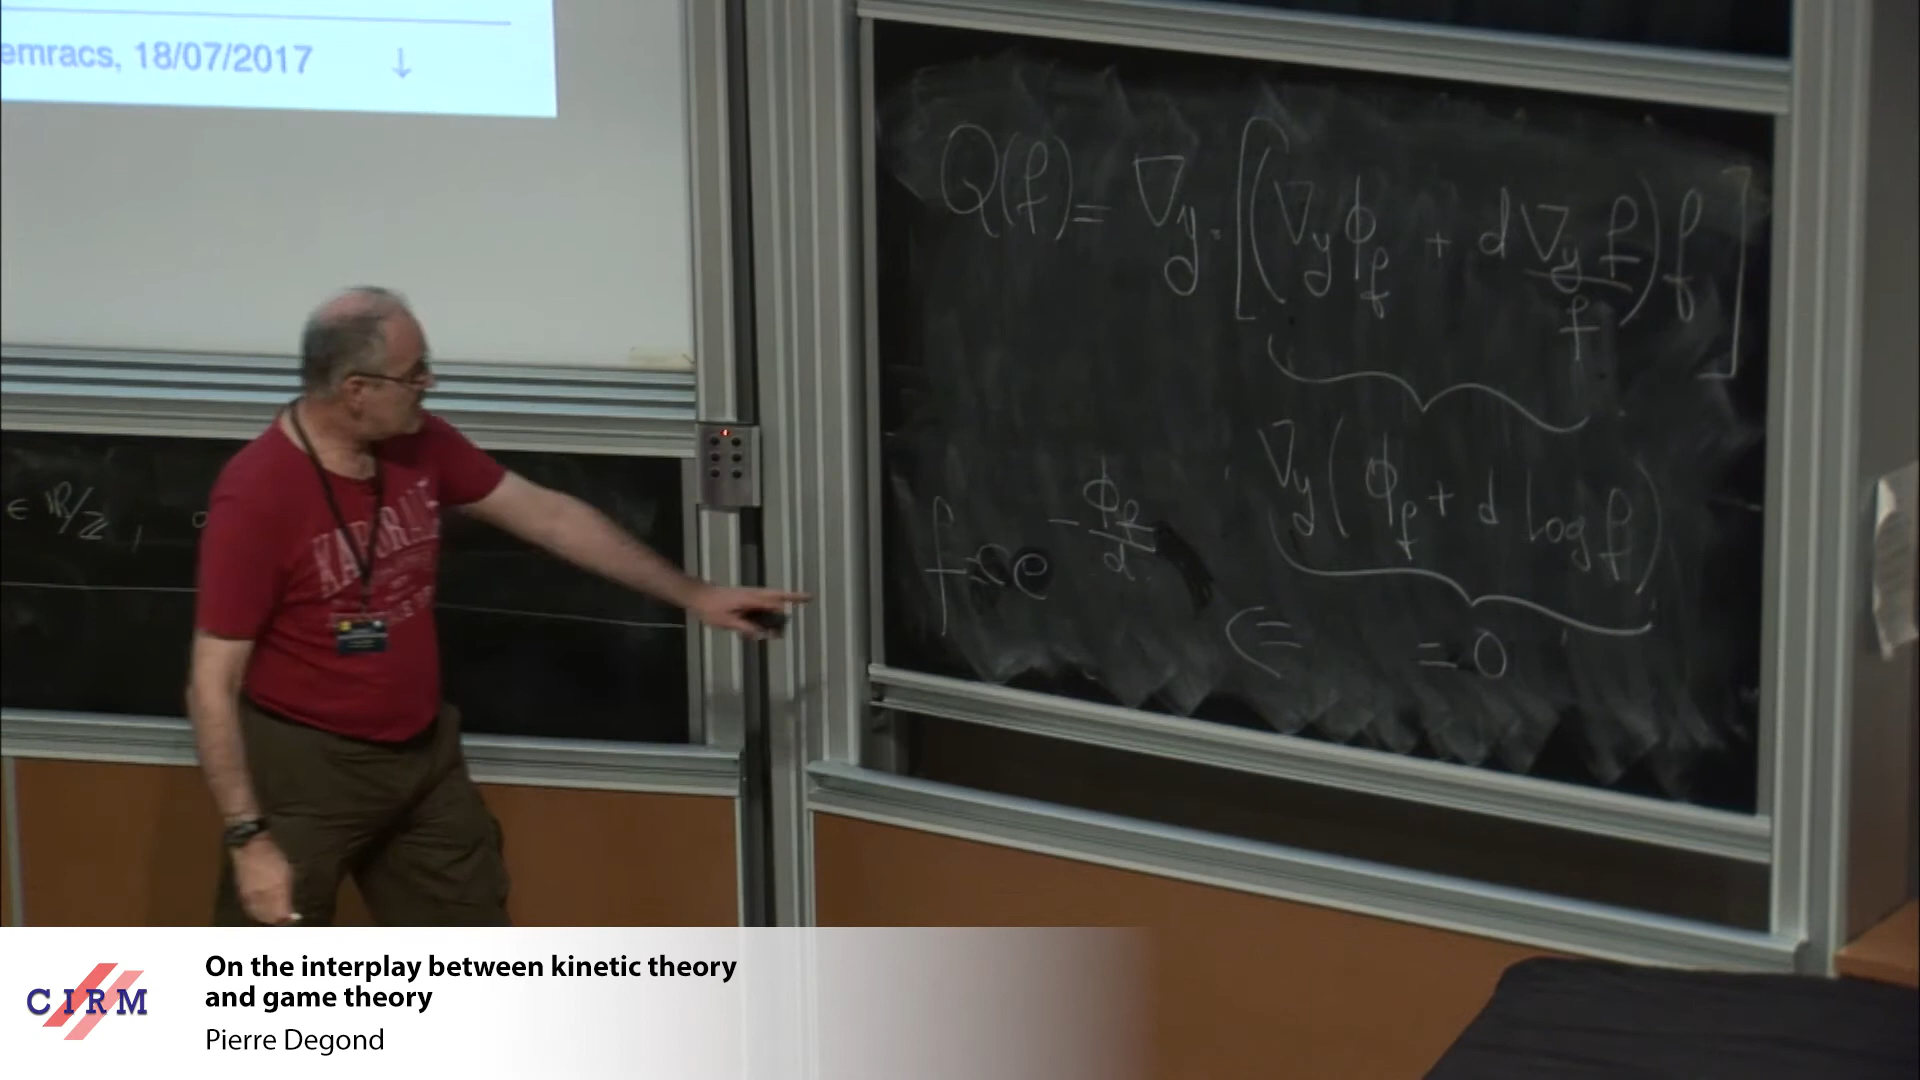 emracs, 18/07/2017 ↓
Q(f) = ∇y · [(∇yϕf + d ∇y f / f) f]
∇y(ϕf + d log f)
f = e^(-ϕf/d)
⇐ = 0
∈ ℝ/ℤ,
CIRM
On the interplay between kinetic theory
and game theory
Pierre Degond